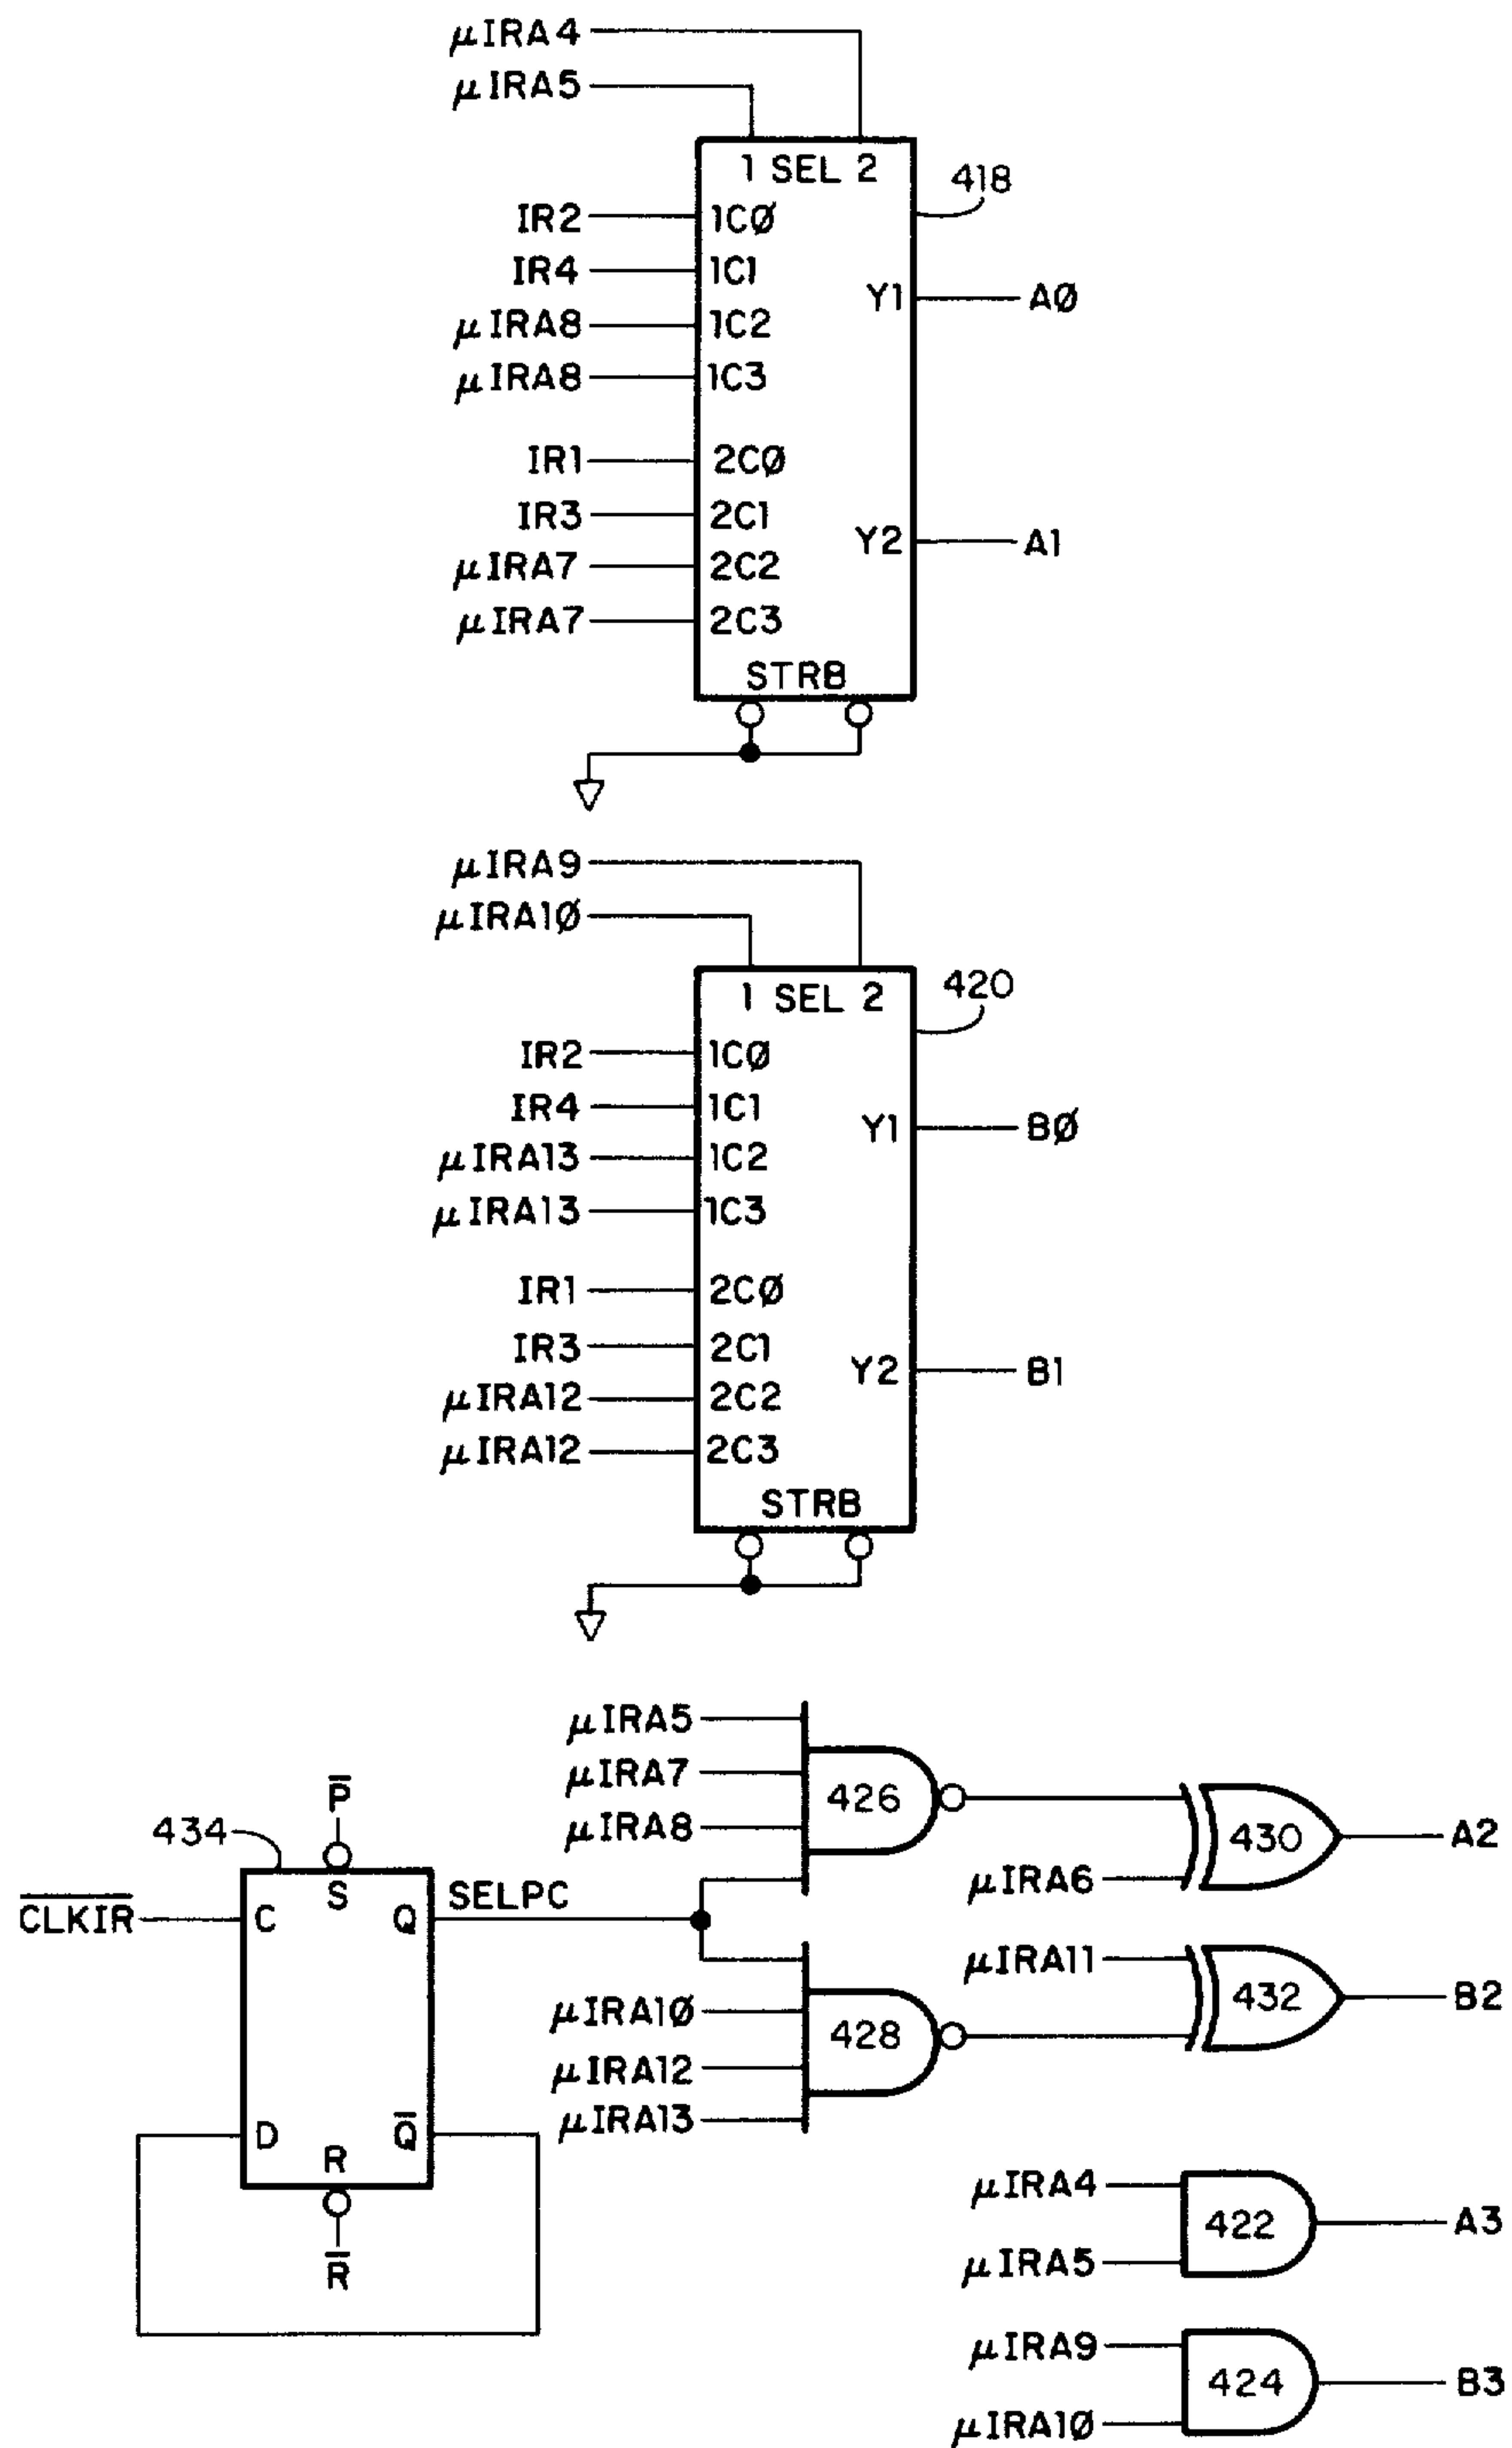 μIRA4
μIRA5
1 SEL 2
418
IR2
1CØ
IR4
1C1
μIRA8
1C2
Y1
AØ
μIRA8
1C3
IR1
2CØ
IR3
2C1
Y2
A1
μIRA7
2C2
μIRA7
2C3
STRB
μIRA9
μIRA1Ø
1 SEL 2
420
IR2
1CØ
IR4
1C1
Y1
BØ
μIRA13
1C2
μIRA13
1C3
IR1
2CØ
IR3
2C1
Y2
B1
μIRA12
2C2
μIRA12
2C3
STRB
μIRA5
μIRA7
426
μIRA8
430
A2
μIRA6
P̅
434
S
SELPC
C̅L̅K̅I̅R̅
C
Q
μIRA11
432
B2
μIRA1Ø
428
μIRA12
μIRA13
D
Q̅
R
R̅
μIRA4
422
A3
μIRA5
μIRA9
424
B3
μIRA1Ø